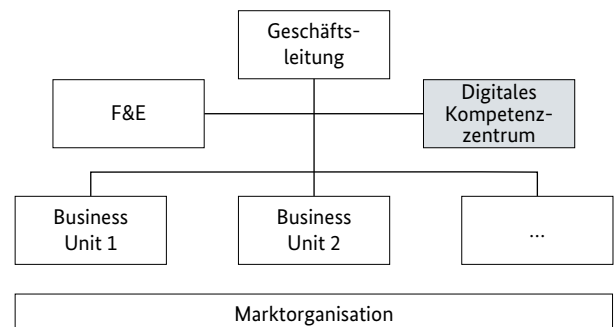 Geschäfts-
leitung
F&E
Digitales
Kompetenz-
zentrum
Business
Unit 1
Business
Unit 2
...
Marktorganisation